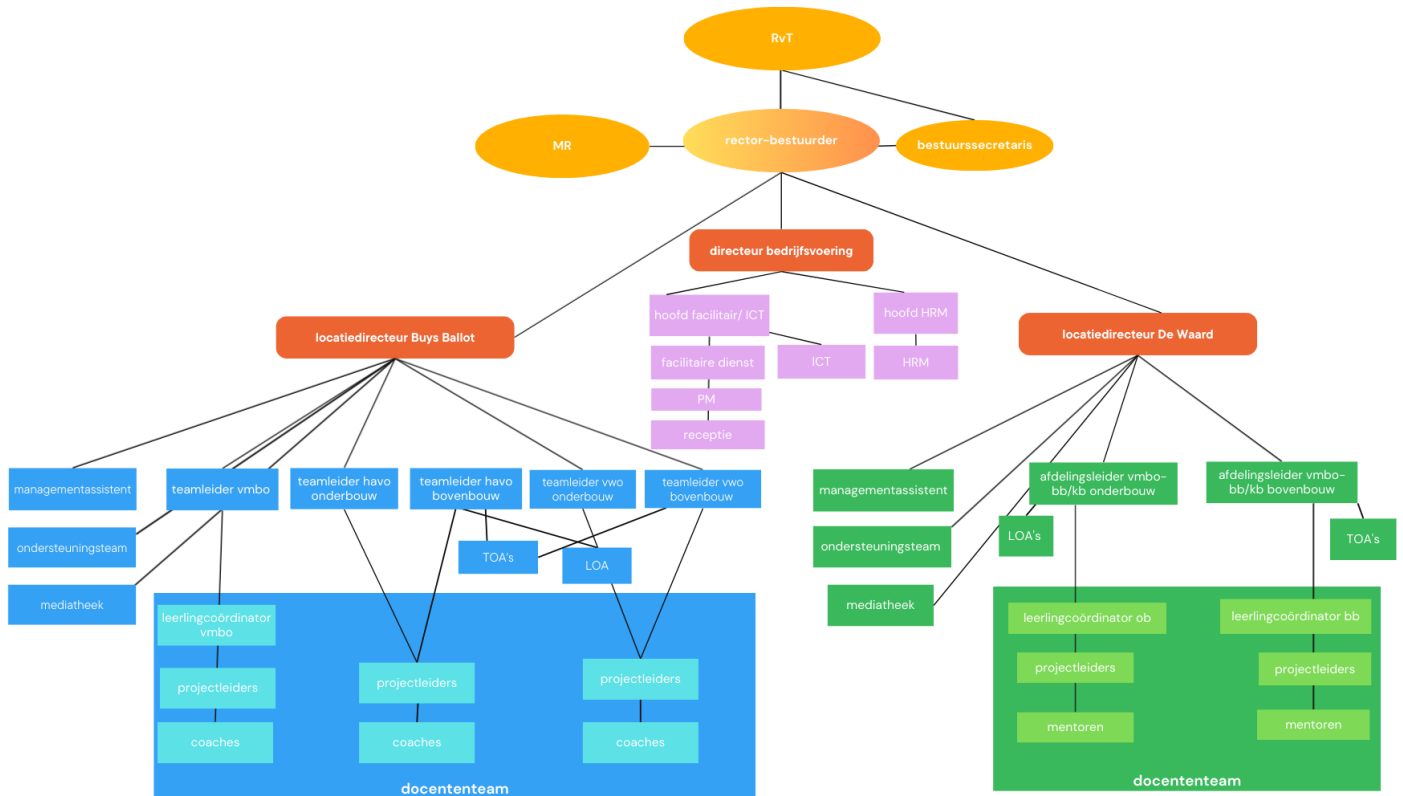 RvT
MR
rector-bestuurder
bestuurssecretaris
directeur bedrijfsvoering
hoofd facilitair/ ICT
hoofd HRM
facilitaire dienst
ICT
HRM
PM
receptie
locatiedirecteur Buys Ballot
locatiedirecteur De Waard
managementassistent
teamleider vmbo
teamleider havo
onderbouw
teamleider havo
bovenbouw
teamleider vwo
onderbouw
teamleider vwo
bovenbouw
ondersteuningsteam
TOA's
LOA
mediatheek
leerlingcoördinator
vmbo
projectleiders
projectleiders
projectleiders
coaches
coaches
coaches
docententeam
managementassistent
afdelingsleider vmbo-
bb/kb onderbouw
afdelingsleider vmbo-
bb/kb bovenbouw
ondersteuningsteam
LOA's
TOA's
mediatheek
leerlingcoördinator ob
leerlingcoördinator bb
projectleiders
projectleiders
mentoren
mentoren
docententeam